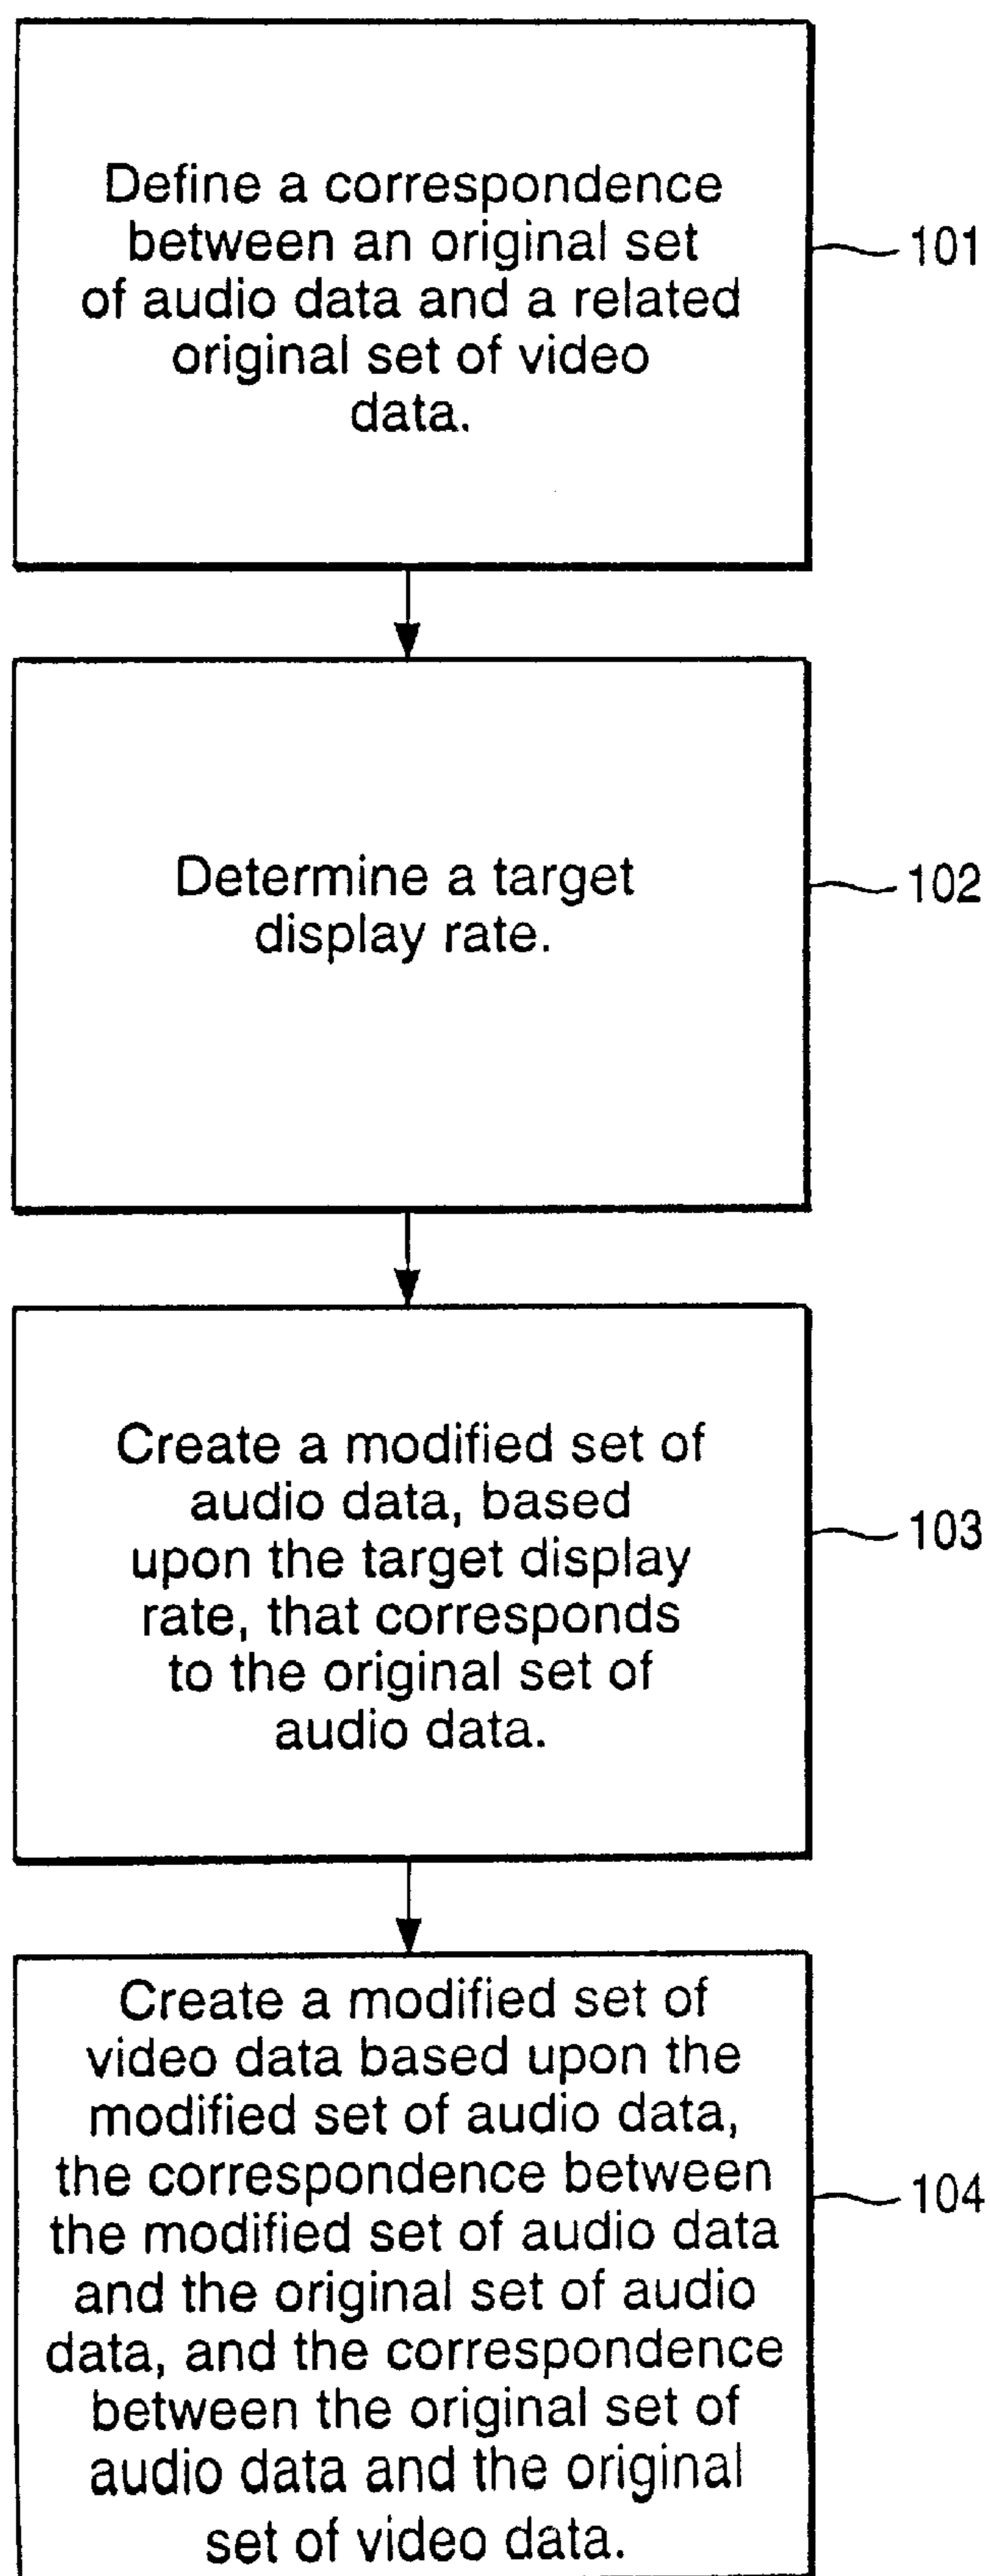 Define a correspondence
between an original set
of audio data and a related
original set of video
data.
101
Determine a target
display rate.
102
Create a modified set of
audio data, based
upon the target display
rate, that corresponds
to the original set of
audio data.
103
Create a modified set of
video data based upon the
modified set of audio data,
the correspondence between
the modified set of audio data
and the original set of audio
data, and the correspondence
between the original set of
audio data and the original
set of video data.
104